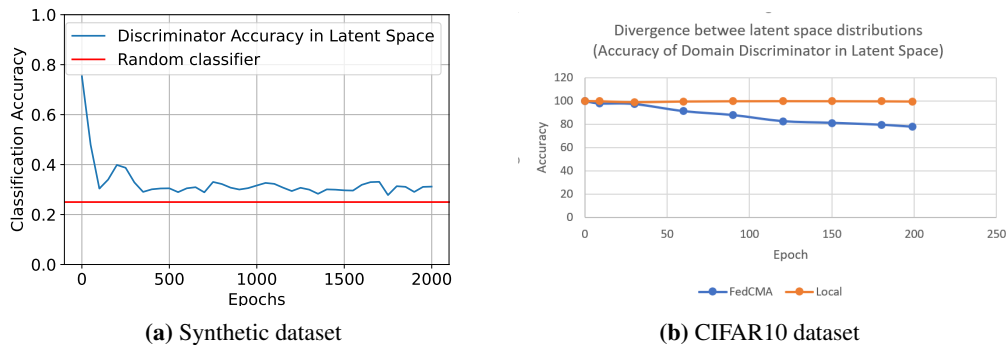 1.0
0.8
0.6
0.4
0.2
0.0
Classification Accuracy
Discriminator Accuracy in Latent Space
Random classifier
0 500 1000 1500 2000
Epochs
(a) Synthetic dataset
Divergence betwee latent space distributions
(Accuracy of Domain Discriminator in Latent Space)
120
100
80
60
40
20
0
Accuracy
0 50 100 150 200 250
Epoch
FedCMA Local
(b) CIFAR10 dataset